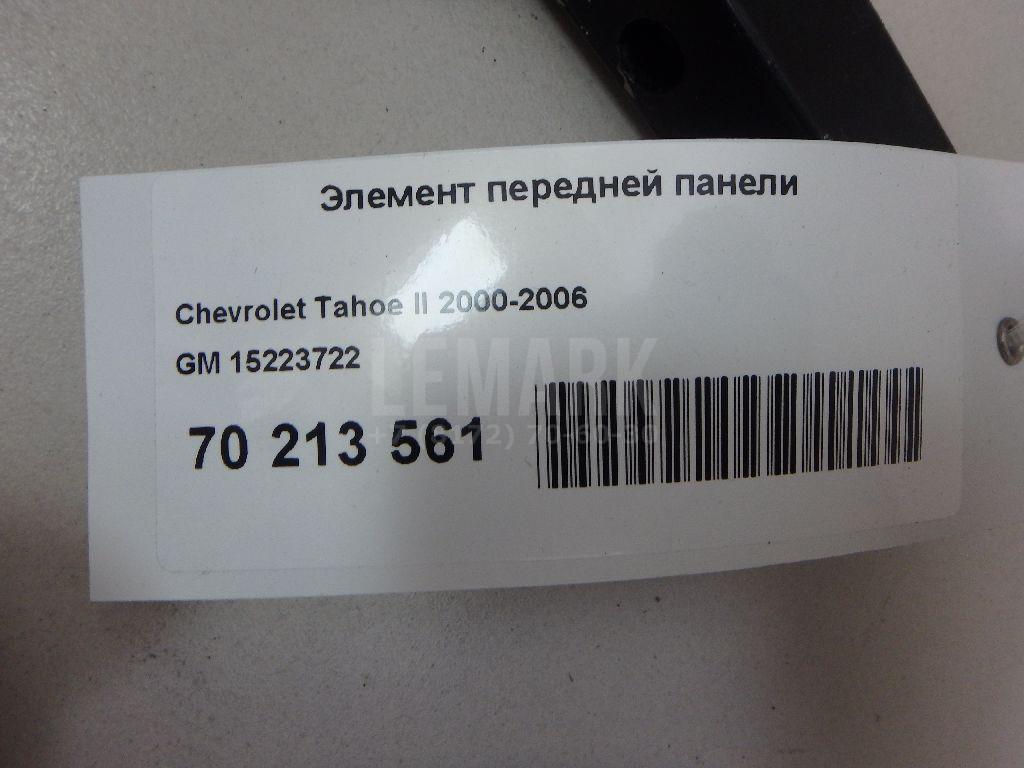 Элемент передней панели
Chevrolet Tahoe II 2000-2006
GM 15223722
LEMARK
70 213 561